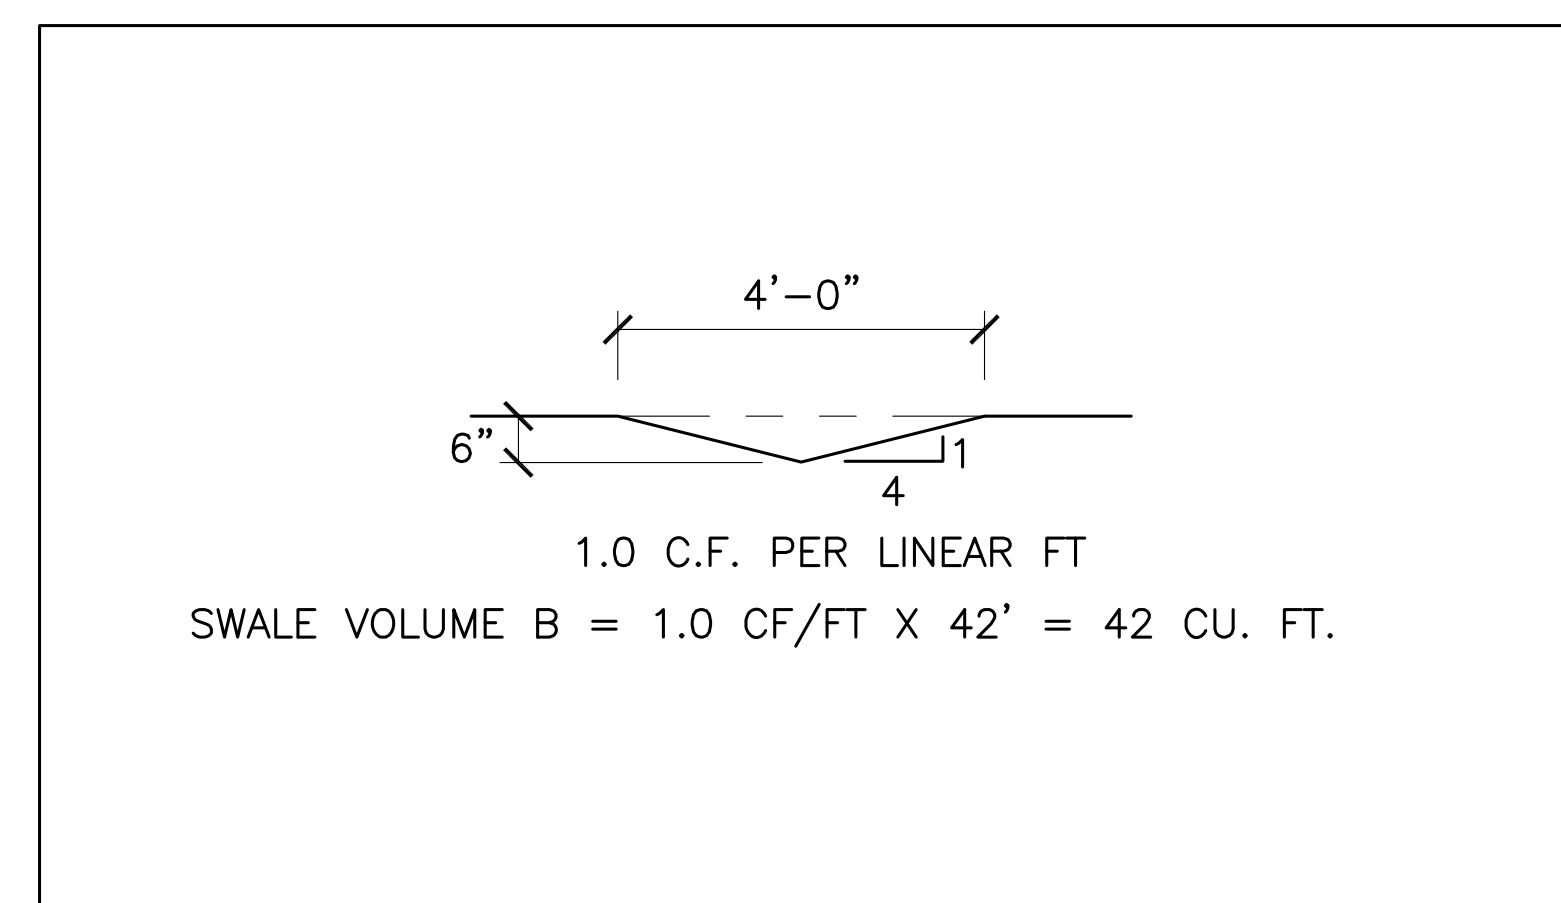 4'-0"
6"
1
4
1.0 C.F. PER LINEAR FT
SWALE VOLUME B = 1.0 CF/FT X 42' = 42 CU. FT.